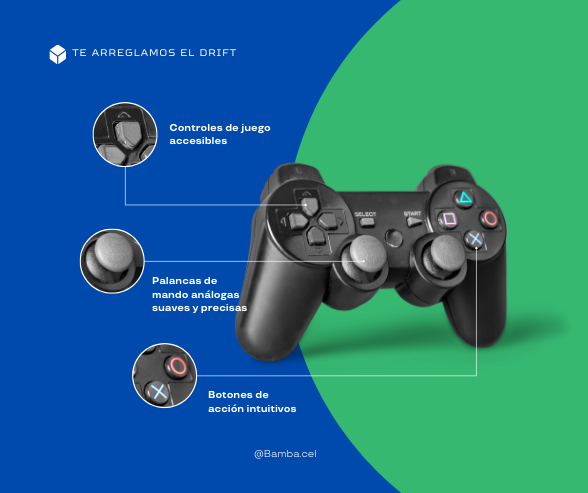 TE ARREGLAMOS EL DRIFT
Controles de juego
accesibles
SELECT
START
Palancas de
mando análogas
suaves y precisas
Botones de
acción intuitivos
@Bamba.cel